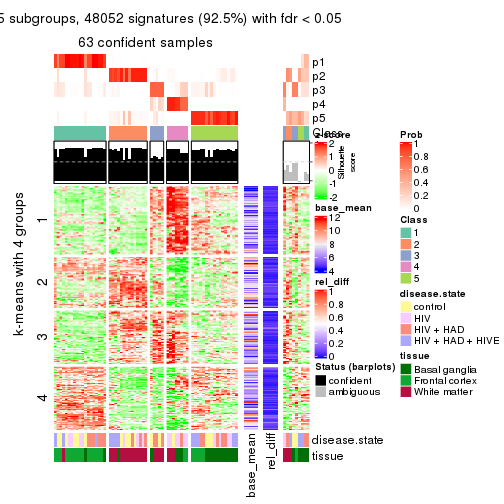 5 subgroups, 48052 signatures (92.5%) with fdr < 0.05
63 confident samples
p1
p2
p3
p4
p5
Class
k-means with 4 groups
1
2
3
4
base_mean
rel_diff
disease.state
tissue
z-score
2
1
0
-1
-2
Silhouette score
base_mean
12
10
8
6
4
rel_diff
1
0.8
0.6
0.4
0.2
0
Status (barplots)
confident
ambiguous
Prob
1
0.8
0.6
0.4
0.2
0
Class
1
2
3
4
5
disease.state
control
HIV
HIV + HAD
HIV + HAD + HIVE
tissue
Basal ganglia
Frontal cortex
White matter